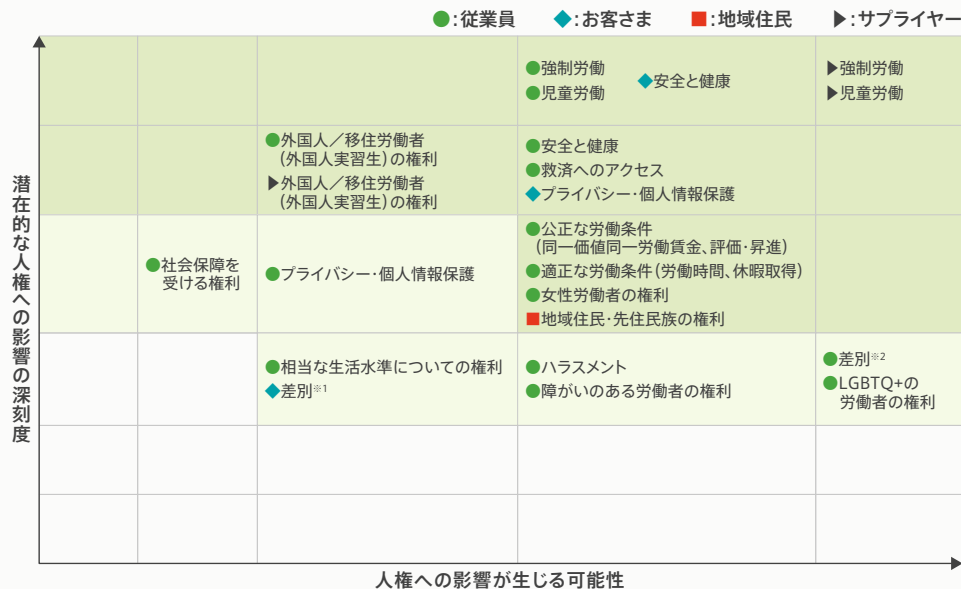 ●:従業員 ◆:お客さま ■:地域住民 ▶:サプライヤー
潜在的な人権への影響の深刻度
●強制労働
●児童労働
◆安全と健康
▶強制労働
▶児童労働
●外国人／移住労働者
(外国人実習生)の権利
▶外国人／移住労働者
(外国人実習生)の権利
●安全と健康
●救済へのアクセス
◆プライバシー・個人情報保護
●社会保障を
受ける権利
●プライバシー・個人情報保護
●公正な労働条件
(同一価値同一労働賃金、評価・昇進)
●適正な労働条件(労働時間、休暇取得)
●女性労働者の権利
■地域住民・先住民族の権利
●相当な生活水準についての権利
◆差別※1
●ハラスメント
●障がいのある労働者の権利
●差別※2
●LGBTQ+の
労働者の権利
人権への影響が生じる可能性